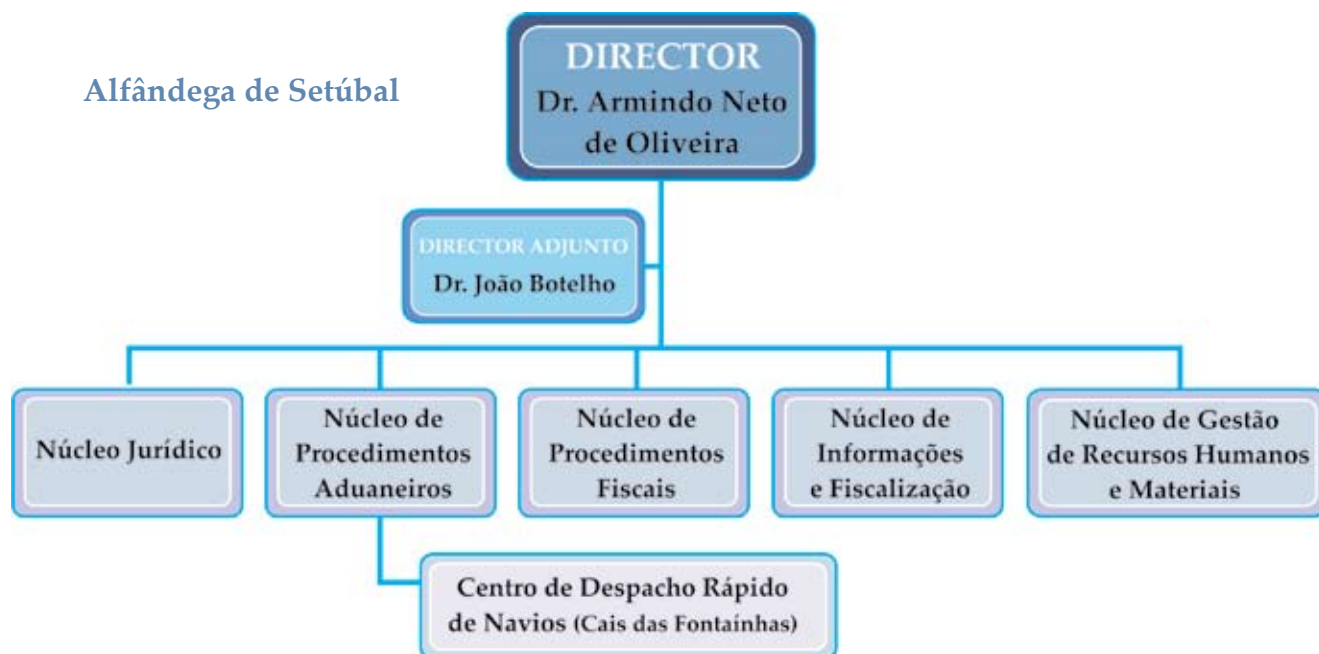 Alfândega de Setúbal
DIRECTOR
Dr. Armindo Neto
de Oliveira
DIRECTOR ADJUNTO
Dr. João Botelho
Núcleo Jurídico
Núcleo de
Procedimentos
Aduaneiros
Núcleo de
Procedimentos
Fiscais
Núcleo de
Informações
e Fiscalização
Núcleo de Gestão
de Recursos Humanos
e Materiais
Centro de Despacho Rápido
de Navios (Cais das Fontaínhas)